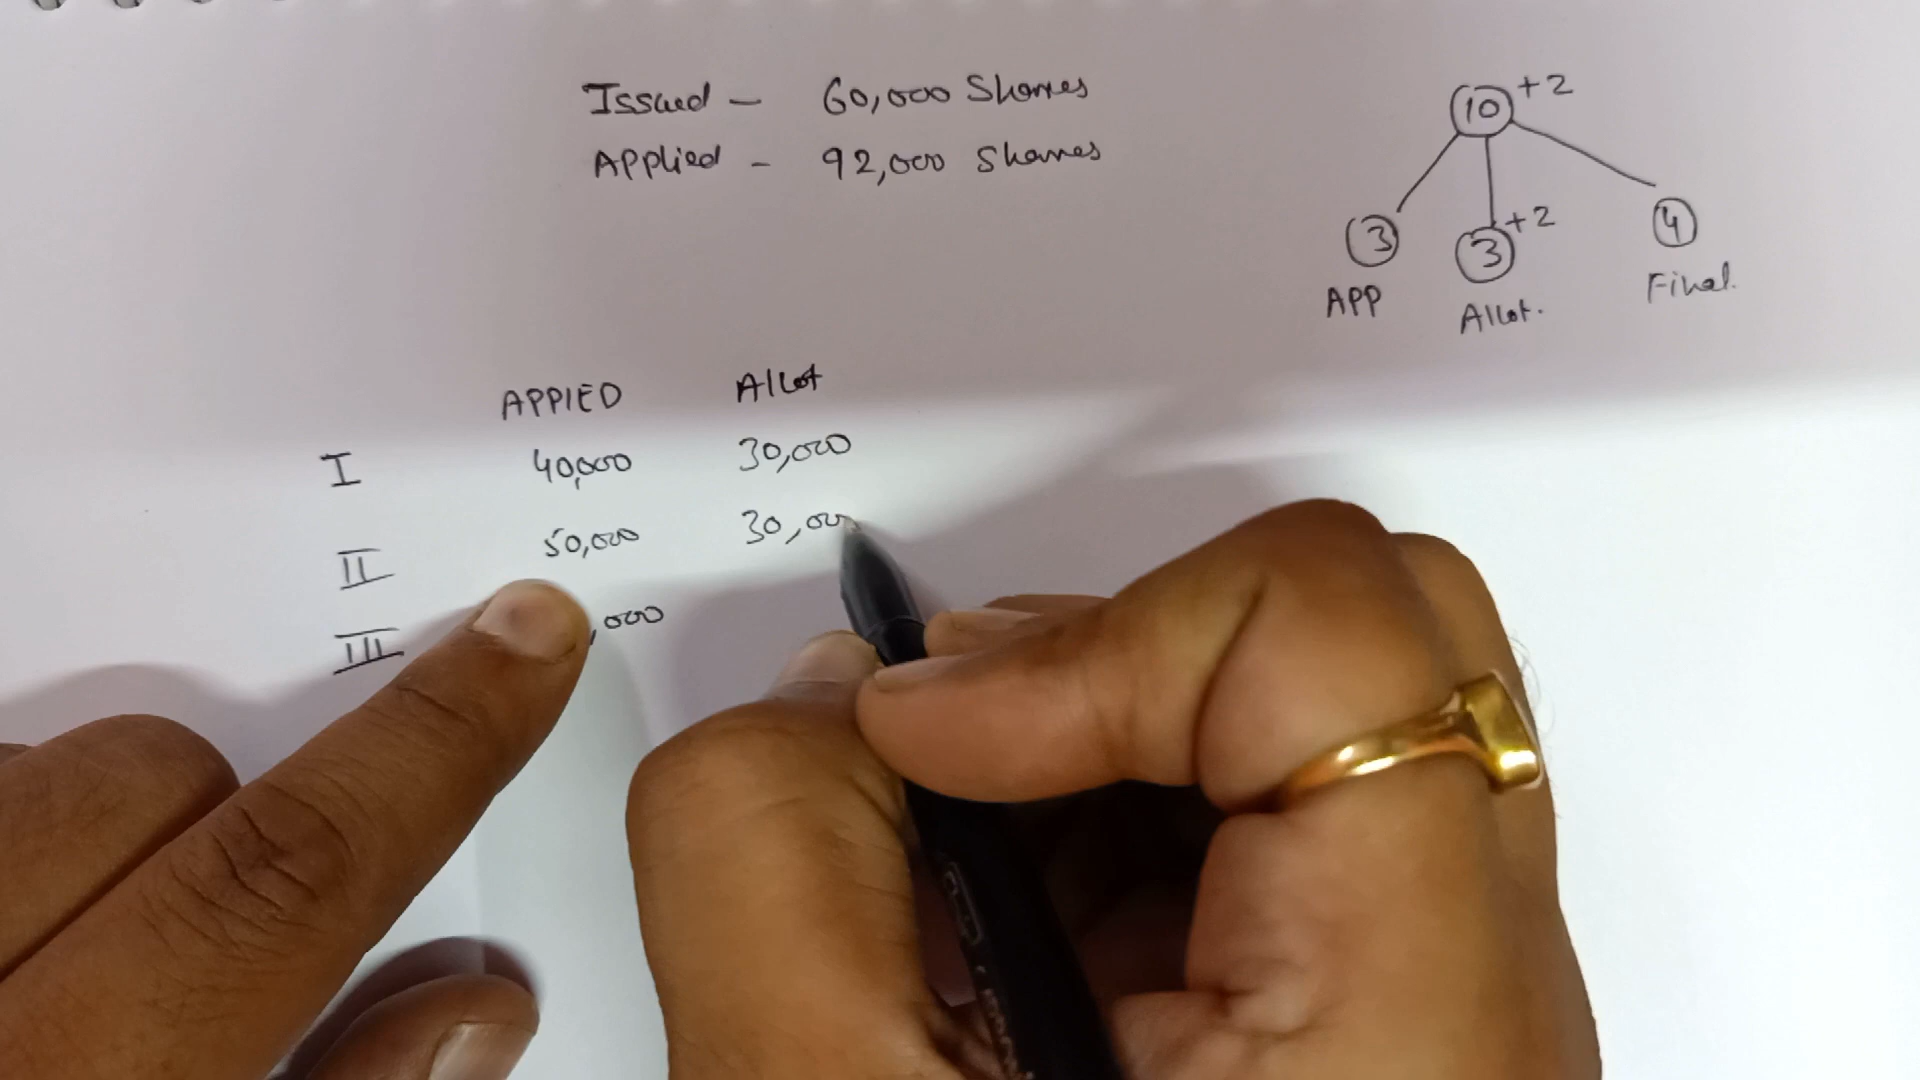 Issued - 60,000 Shares
Applied - 92,000 Shares
10 +2
3 3 +2 4
APP Allot. Final.
APPIED Allot
I 40,000 30,000
II 50,000 30,000
III ,000